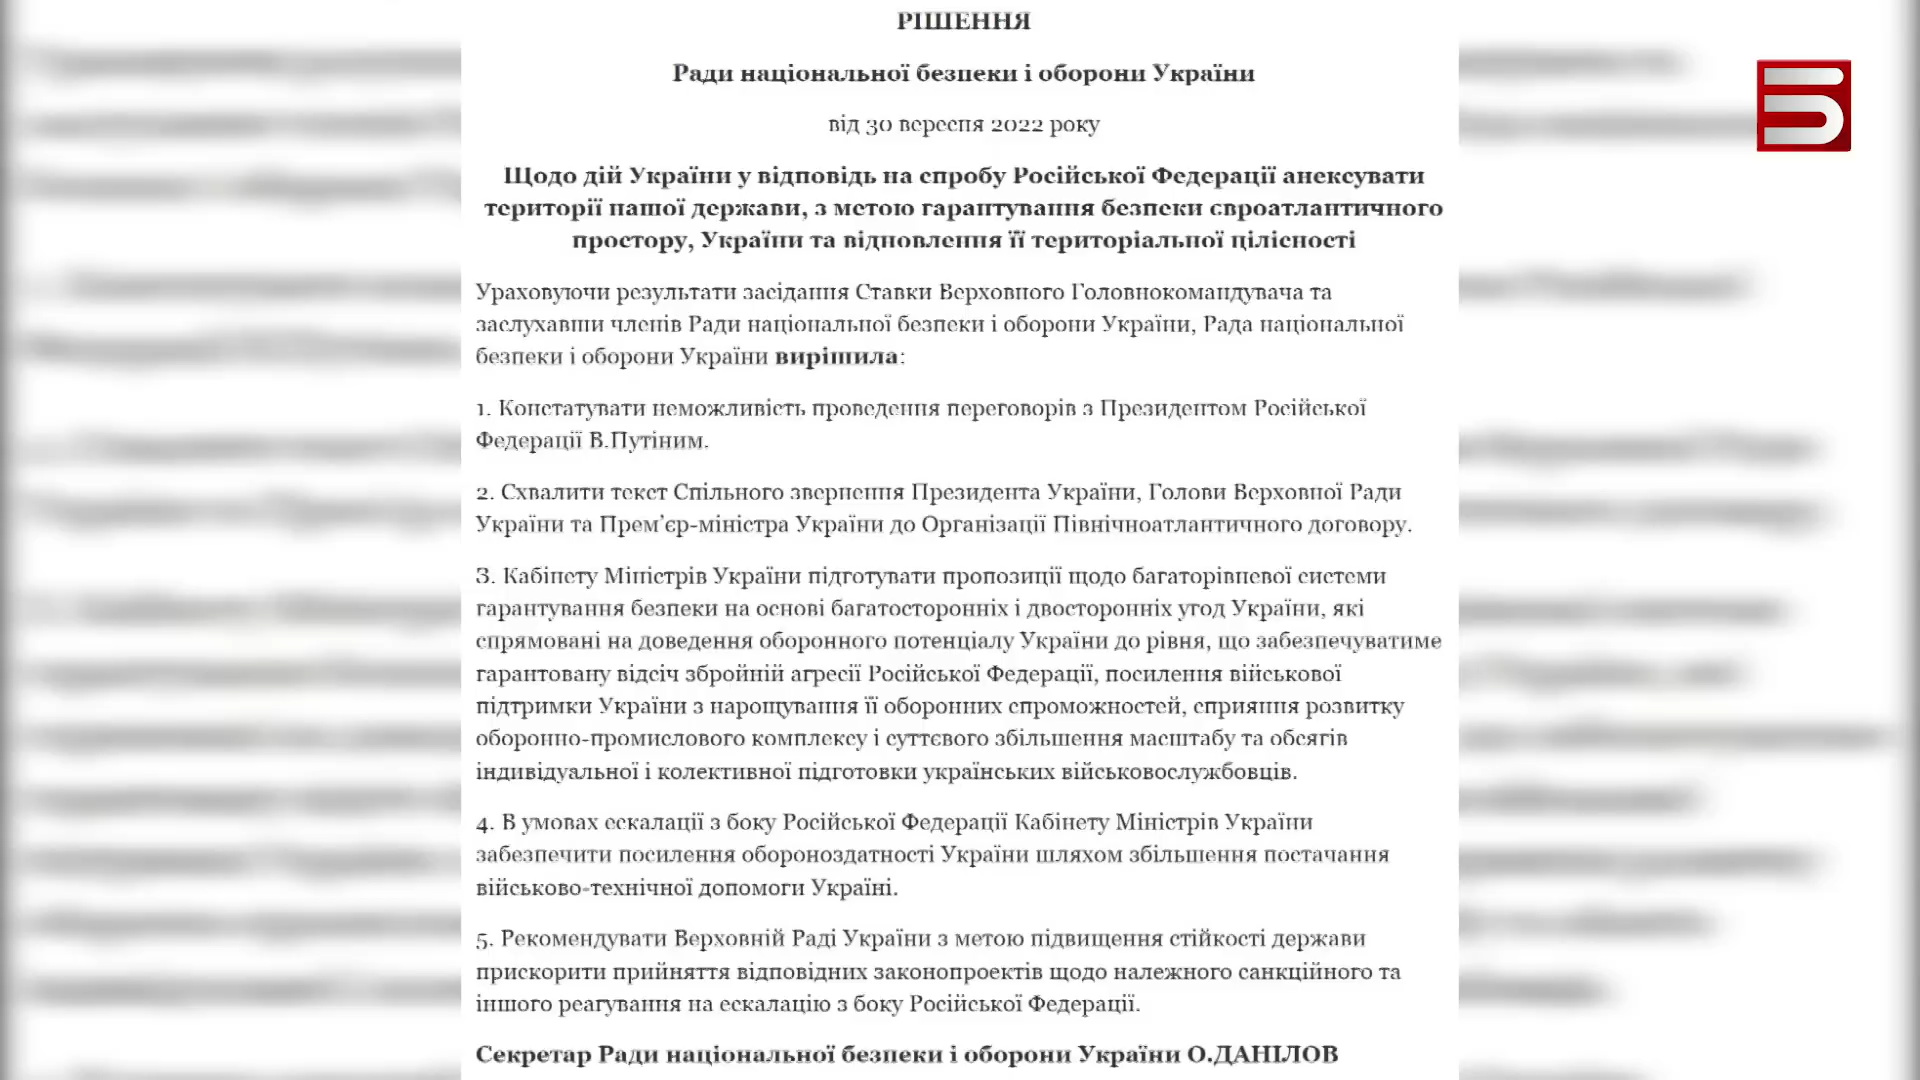 РІШЕННЯ
Ради національної безпеки і оборони України
від 30 вересня 2022 року
Щодо дій України у відповідь на спробу Російської Федерації анексувати
території нашої держави, з метою гарантування безпеки євроатлантичного
простору, України та відновлення її територіальної цілісності
Ураховуючи результати засідання Ставки Верховного Головнокомандувача та
заслухавши членів Ради національної безпеки і оборони України, Рада національної
безпеки і оборони України вирішила:
1. Констатувати неможливість проведення переговорів з Президентом Російської
Федерації В.Путіним.
2. Схвалити текст Спільного звернення Президента України, Голови Верховної Ради
України та Прем’єр-міністра України до Організації Північноатлантичного договору.
3. Кабінету Міністрів України підготувати пропозиції щодо багаторівневої системи
гарантування безпеки на основі багатосторонніх і двосторонніх угод України, які
спрямовані на доведення оборонного потенціалу України до рівня, що забезпечуватиме
гарантовану відсіч збройній агресії Російської Федерації, посилення військової
підтримки України з нарощування її оборонних спроможностей, сприяння розвитку
оборонно-промислового комплексу і суттєвого збільшення масштабу та обсягів
індивідуальної і колективної підготовки українських військовослужбовців.
4. В умовах ескалації з боку Російської Федерації Кабінету Міністрів України
забезпечити посилення обороноздатності України шляхом збільшення постачання
військово-технічної допомоги Україні.
5. Рекомендувати Верховній Раді України з метою підвищення стійкості держави
прискорити прийняття відповідних законопроектів щодо належного санкційного та
іншого реагування на ескалацію з боку Російської Федерації.
Секретар Ради національної безпеки і оборони України О.ДАНІЛОВ